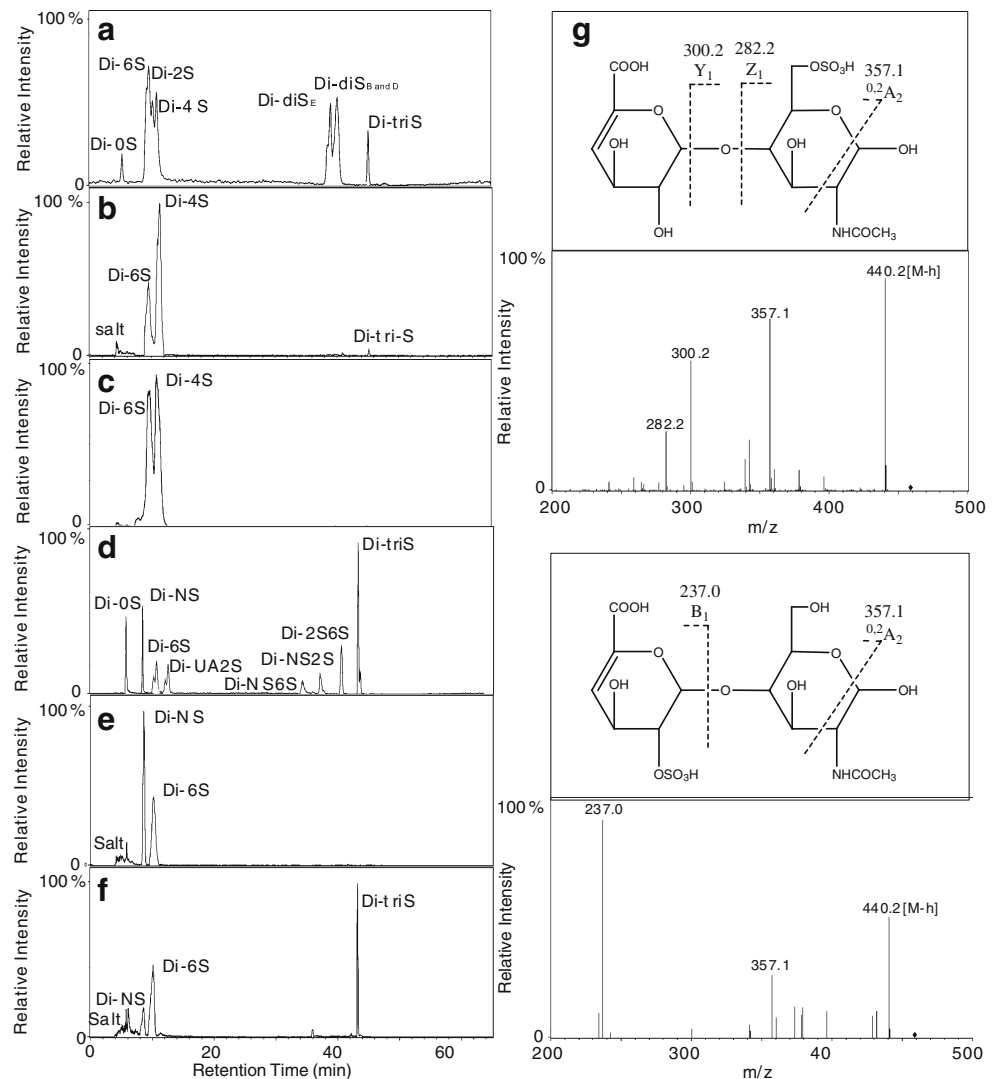 a
100%
Relative Intensity
0
Di-0S
Di-6S
Di-2S
Di-4 S
Di-diS E
Di-diS B and D
Di-triS
b
100%
Relative Intensity
0
salt
Di-6S
Di-4S
Di-t ri-S
c
100%
Relative Intensity
0
Di-6S
Di-4S
d
100%
Relative Intensity
0
Di-0S
Di-NS
Di-6S
Di-UA2S
Di-N S6S
Di-NS2S
Di-2S6S
Di-triS
e
100%
Relative Intensity
0
Salt
Di-N S
Di-6S
f
100%
Relative Intensity
0
Salt
Di-NS
Di-6S
Di-t riS
0 20 40 60
Retention Time (min)
g
300.2
Y1
282.2
Z1
357.1
0,2A2
COOH
OSO3H
O
O
OH
OH
O
OH
OH
NHCOCH3
100%
Relative Intensity
0
282.2
300.2
357.1
440.2[M-h]
200 300 400 500
m/z
237.0
B1
357.1
0,2A2
COOH
OH
O
O
OH
OH
O
OH
OSO3H
NHCOCH3
100%
Relative Intensity
0
237.0
357.1
440.2[M-h]
200 300 40 500
m/z